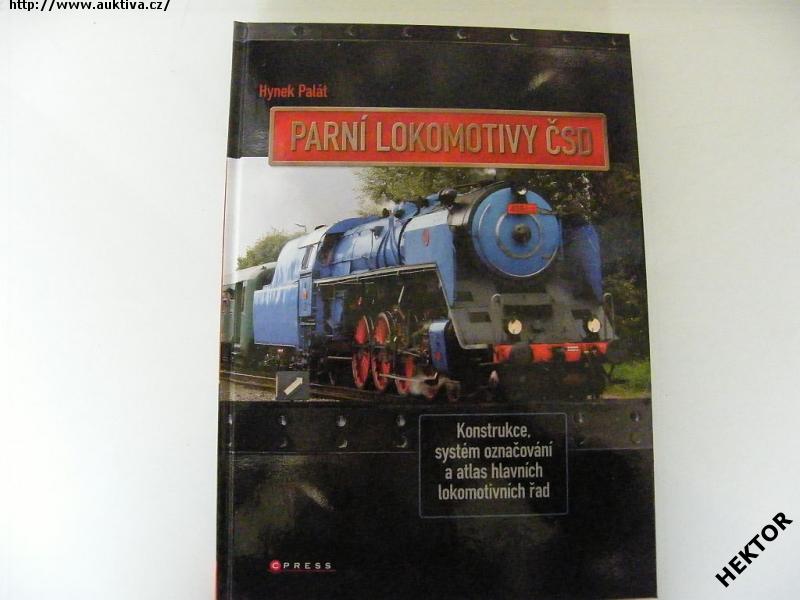 http://www.auktiva.cz/
Hynek Palát
PARNÍ LOKOMOTIVY ČSD
Konstrukce,
systém označování
a atlas hlavních
lokomotivních řad
CPRESS
HEKTOR